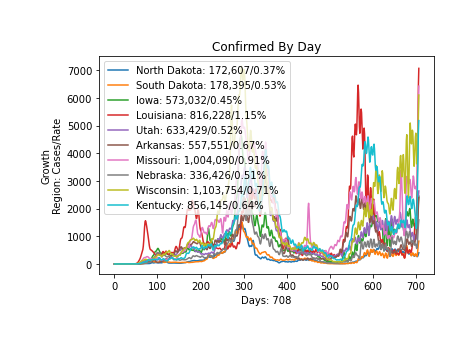 Confirmed By Day
Growth
Region: Cases/Rate
7000
6000
5000
4000
3000
2000
1000
0
North Dakota: 172,607/0.37%
South Dakota: 178,395/0.53%
Iowa: 573,032/0.45%
Louisiana: 816,228/1.15%
Utah: 633,429/0.52%
Arkansas: 557,551/0.67%
Missouri: 1,004,090/0.91%
Nebraska: 336,426/0.51%
Wisconsin: 1,103,754/0.71%
Kentucky: 856,145/0.64%
0 100 200 300 400 500 600 700
Days: 708